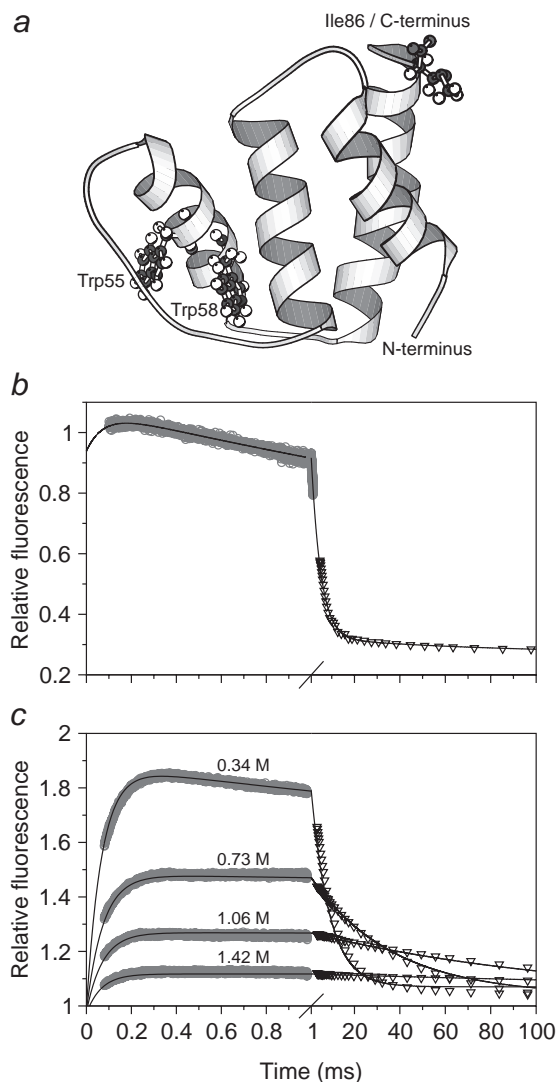 a
Ile86 / C-terminus
Trp55
Trp58
N-terminus
b
Relative fluorescence
1
0.8
0.6
0.4
0.2
c
Relative fluorescence
2
1.8
1.6
1.4
1.2
1
0.34 M
0.73 M
1.06 M
1.42 M
0 0.2 0.4 0.6 0.8 1 20 40 60 80 100
Time (ms)